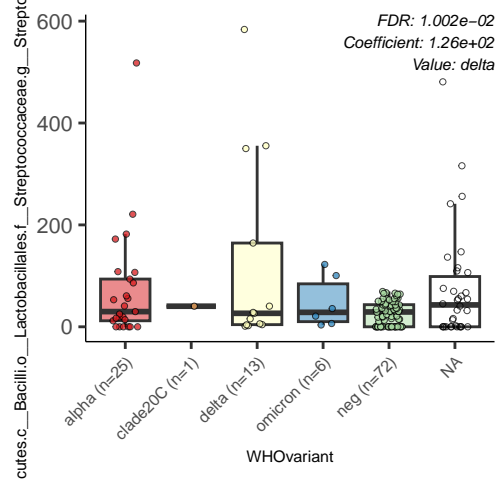 FDR: 1.002e−02
Coefficient: 1.26e+02
Value: delta
cutes.c__Bacilli.o__Lactobacillales.f__Streptococcaceae.g__Strepto
600
400
200
0
alpha (n=25)
clade20C (n=1)
delta (n=13)
omicron (n=6)
neg (n=72)
NA
WHOvariant